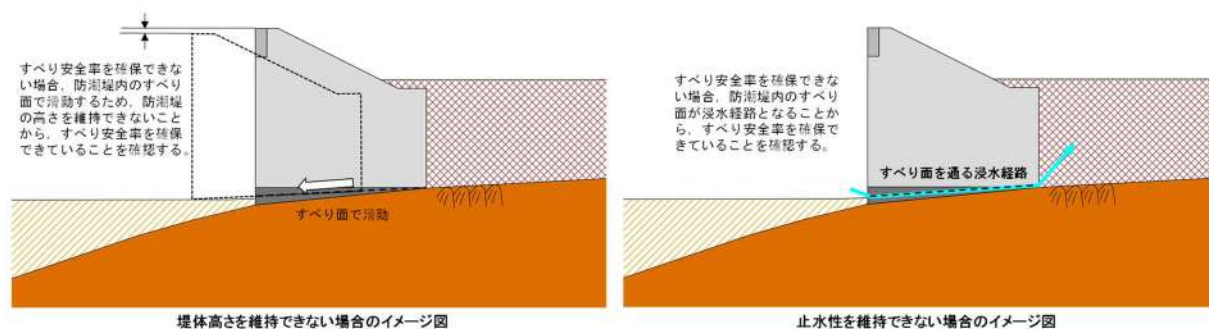 すべり安全率を確保できな
い場合、防潮堤内のすべり
面で滑動するため、防潮堤
の高さを維持できないこと
から、すべり安全率を確保
できていることを確認する。
すべり面で滑動
堤体高さを維持できない場合のイメージ図
すべり安全率を確保できな
い場合、防潮堤内のすべり
面が浸水経路となることか
ら、すべり安全率を確保で
きていることを確認する。
すべり面を通る浸水経路
止水性を維持できない場合のイメージ図